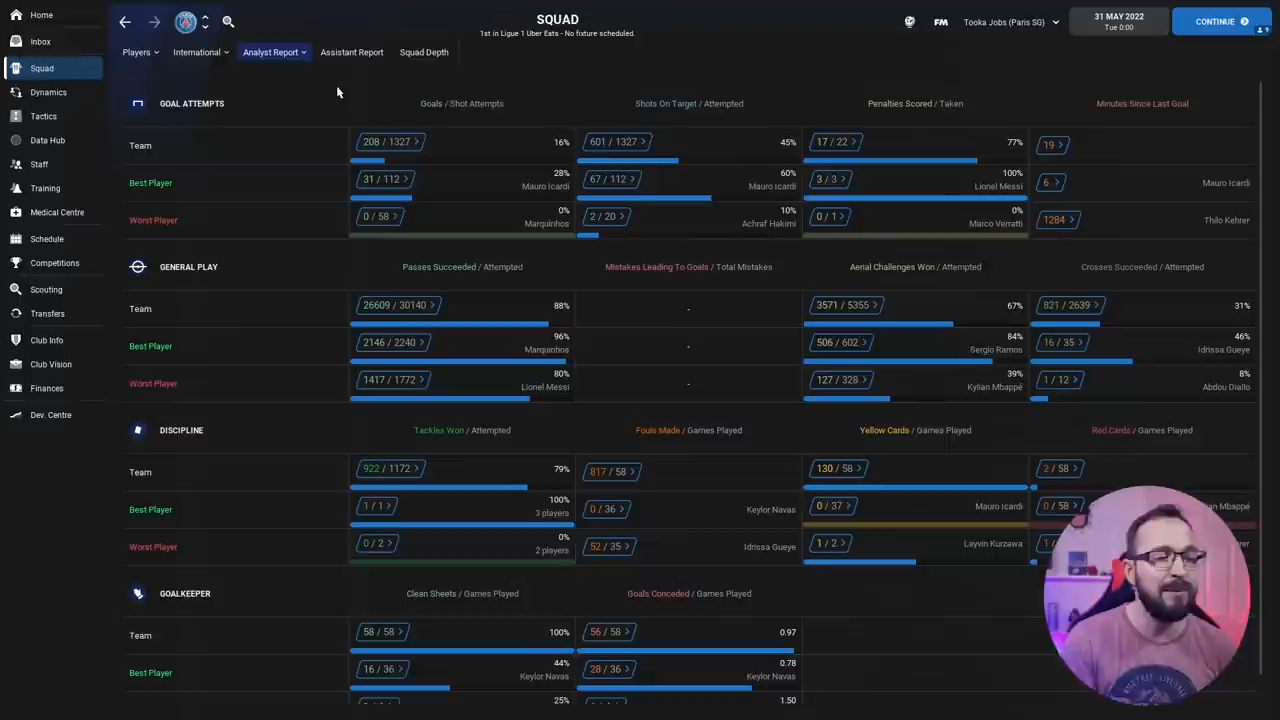 Home
Inbox
Squad
Dynamics
Tactics
Data Hub
Staff
Training
Medical Centre
Schedule
Competitions
Scouting
Transfers
Club Info
Club Vision
Finances
Dev. Centre
SQUAD
1st in Ligue 1 Uber Eats - No fixture scheduled.
FM
Tooka Jobs (Paris SG)
31 MAY 2022
Tue 0:00
CONTINUE
9
Players
International
Analyst Report
Assistant Report
Squad Depth
GOAL ATTEMPTS Goals / Shot Attempts Shots On Target / Attempted Penalties Scored / Taken Minutes Since Last Goal
Team 208 / 1327 16% 601 / 1327 45% 17 / 22 77% 19
Best Player 31 / 112 28% Mauro Icardi 67 / 112 60% Mauro Icardi 3 / 3 100% Lionel Messi 6 Mauro Icardi
Worst Player 0 / 58 0% Marquinhos 2 / 20 10% Achraf Hakimi 0 / 1 0% Marco Verratti 1284 Thilo Kehrer
GENERAL PLAY Passes Succeeded / Attempted Mistakes Leading To Goals / Total Mistakes Aerial Challenges Won / Attempted Crosses Succeeded / Attempted
Team 26609 / 30140 88% - 3571 / 5355 67% 821 / 2639 31%
Best Player 2146 / 2240 96% Marquinhos - 506 / 602 84% Sergio Ramos 16 / 35 46% Idrissa Gueye
Worst Player 1417 / 1772 80% Lionel Messi - 127 / 328 39% Kylian Mbappé 1 / 12 8% Abdou Diallo
DISCIPLINE Tackles Won / Attempted Fouls Made / Games Played Yellow Cards / Games Played Red Cards / Games Played
Team 922 / 1172 79% 817 / 58 130 / 58 2 / 58
Best Player 1 / 1 100% 3 players 0 / 36 Keylor Navas 0 / 37 Mauro Icardi 0 / 58 Mbappé
Worst Player 0 / 2 0% 2 players 52 / 35 Idrissa Gueye 1 / 2 Layvin Kurzawa 1 /
GOALKEEPER Clean Sheets / Games Played Goals Conceded / Games Played
Team 58 / 58 100% 56 / 58 0.97
Best Player 16 / 36 44% Keylor Navas 28 / 36 0.78 Keylor Navas
25% 1.50